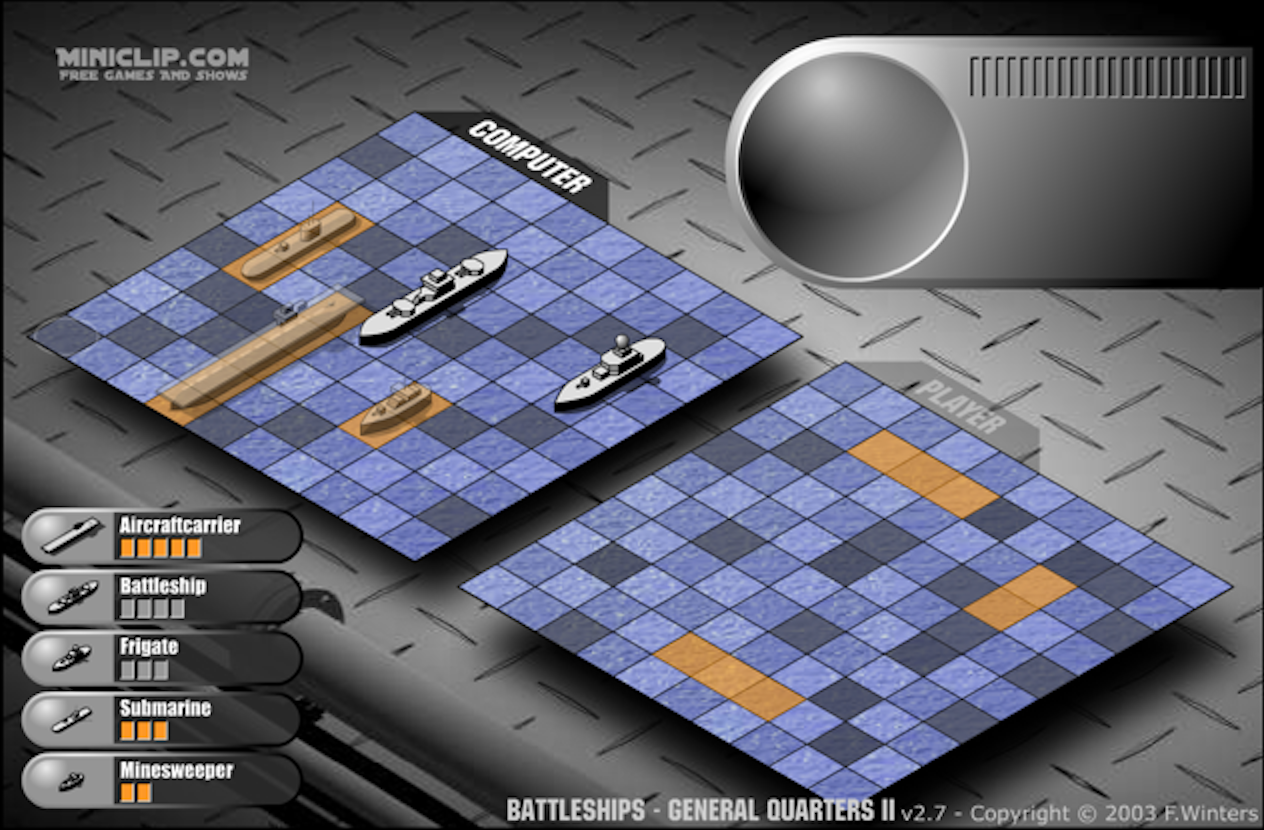 MINICLIP.COM
FREE GAMES AND SHOWS
COMPUTER
PLAYER
Aircraftcarrier
Battleship
Frigate
Submarine
Minesweeper
BATTLESHIPS - GENERAL QUARTERS II v2.7 - Copyright © 2003 F.Winters